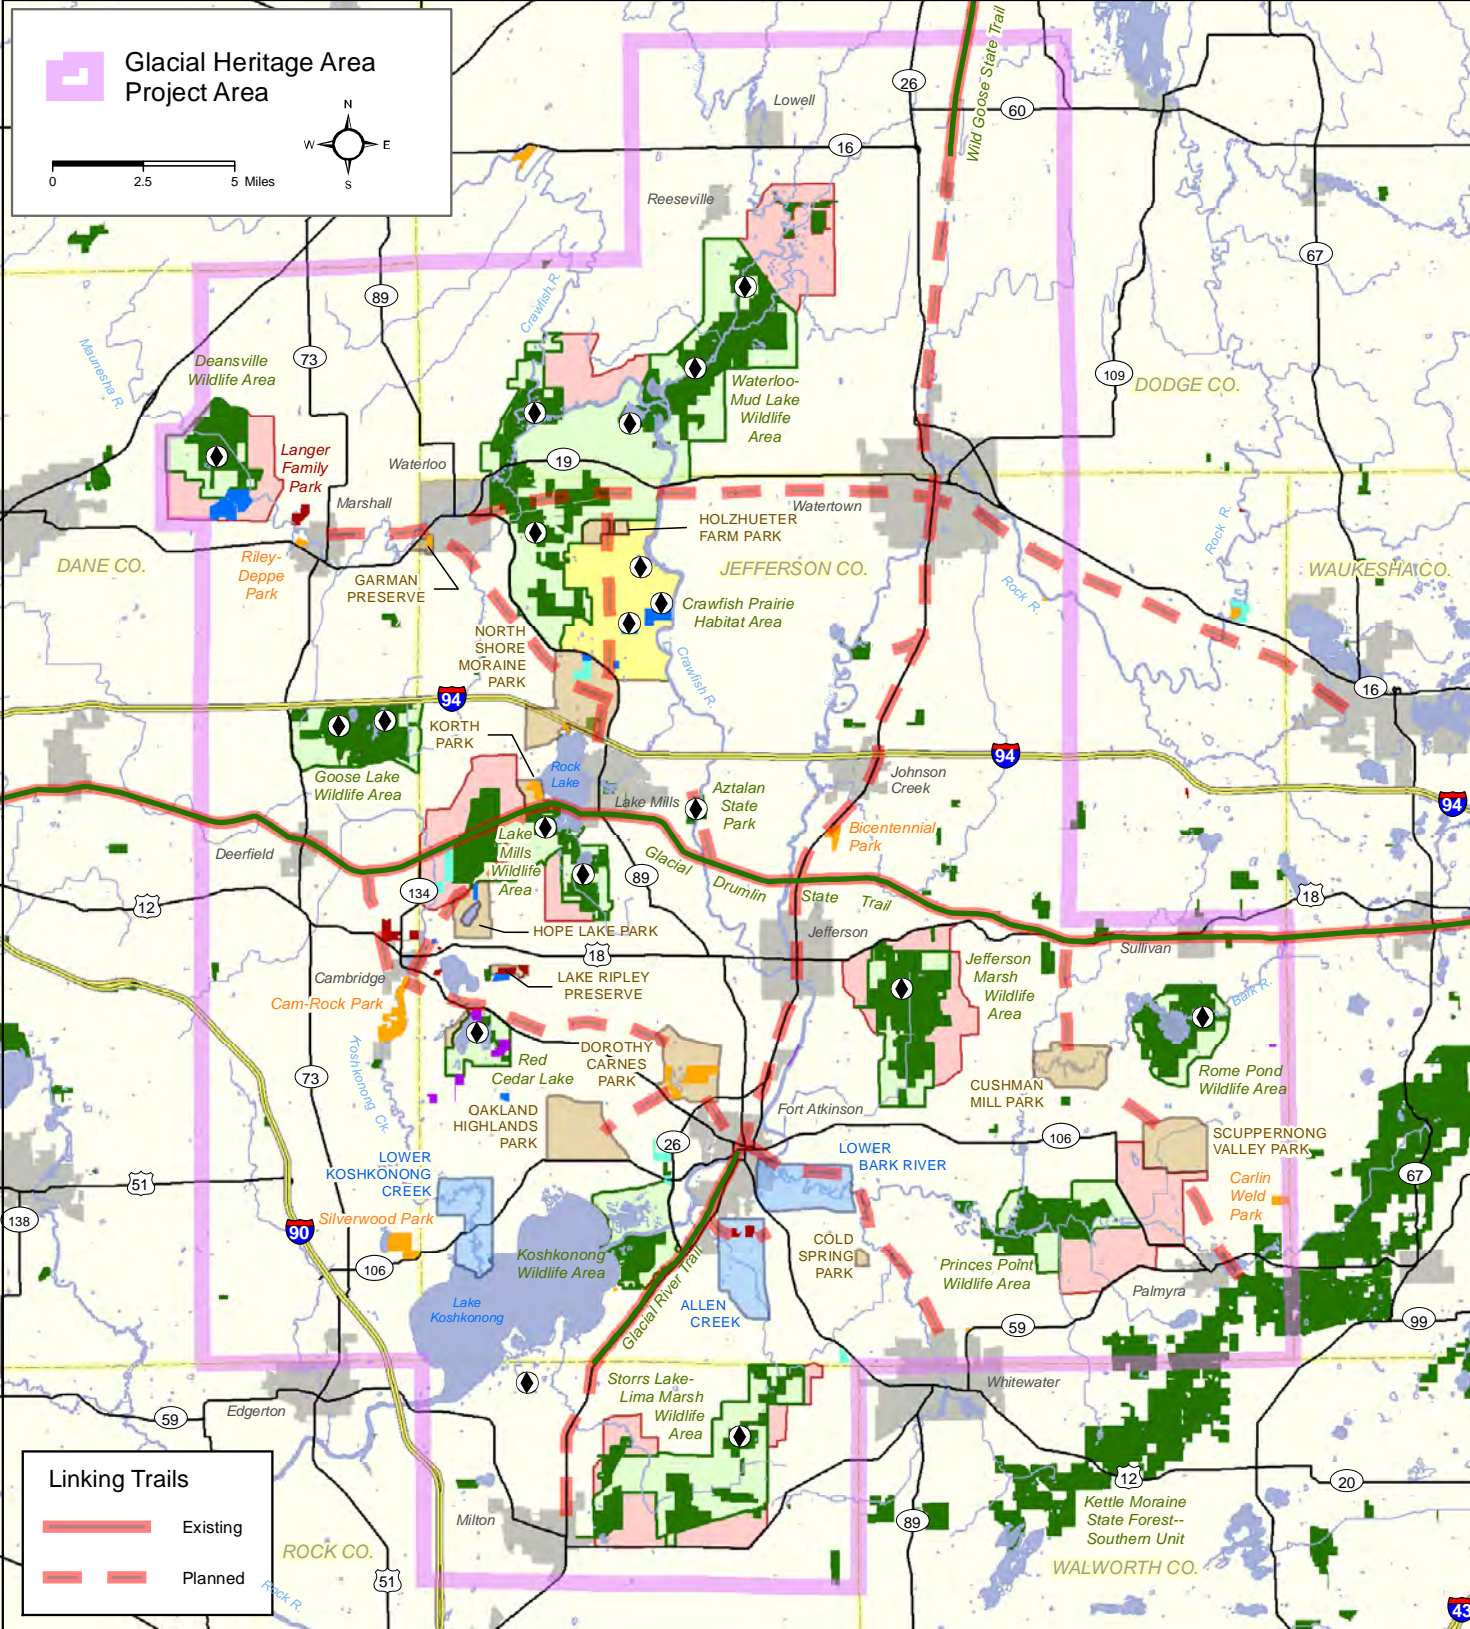 Glacial Heritage Area
Project Area
N
W
E
S
0
2.5
5 Miles
Wild Goose State Trail
26
60
Lowell
16
Reeseville
67
89
Crawfish R.
73
Maunesha R.
Deansville
Wildlife Area
109
DODGE CO.
Waterloo-
Mud Lake
Wildlife
Area
Langer
Family
Park
Waterloo
19
Marshall
Watertown
HOLZHUETER
FARM PARK
Rock R.
DANE CO.
Riley-
Deppe
Park
GARMAN
PRESERVE
JEFFERSON CO.
WAUKESHA CO.
Rock R.
Crawfish Prairie
Habitat Area
NORTH
SHORE
MORAINE
PARK
Crawfish R.
94
16
KORTH
PARK
94
Rock
Lake
Goose Lake
Wildlife Area
Johnson
Creek
Lake Mills
Aztalan
State
Park
94
Bicentennial
Park
Lake
Mills
Wildlife
Area
Deerfield
Glacial
Drumlin
State
Trail
134
89
12
18
HOPE LAKE PARK
Jefferson
Sullivan
18
Cambridge
LAKE RIPLEY
PRESERVE
Jefferson
Marsh
Wildlife
Area
Cam-Rock Park
Bark R.
Koshkonong Ck.
Red
Cedar Lake
DOROTHY
CARNES
PARK
73
CUSHMAN
MILL PARK
Rome Pond
Wildlife Area
OAKLAND
HIGHLANDS
PARK
Fort Atkinson
26
106
SCUPPERNONG
VALLEY PARK
LOWER
KOSHKONONG
CREEK
LOWER
BARK RIVER
51
Carlin
Weld
Park
67
138
Silverwood Park
90
106
Koshkonong
Wildlife Area
COLD
SPRING
PARK
Princes Point
Wildlife Area
Palmyra
Lake
Koshkonong
Glacial River Trail
ALLEN
CREEK
59
99
Storrs Lake-
Lima Marsh
Wildlife
Area
Whitewater
59
Edgerton
Linking Trails
Existing
Planned
12
20
Kettle Moraine
State Forest--
Southern Unit
Milton
89
ROCK CO.
WALWORTH CO.
51
Rock R.
43